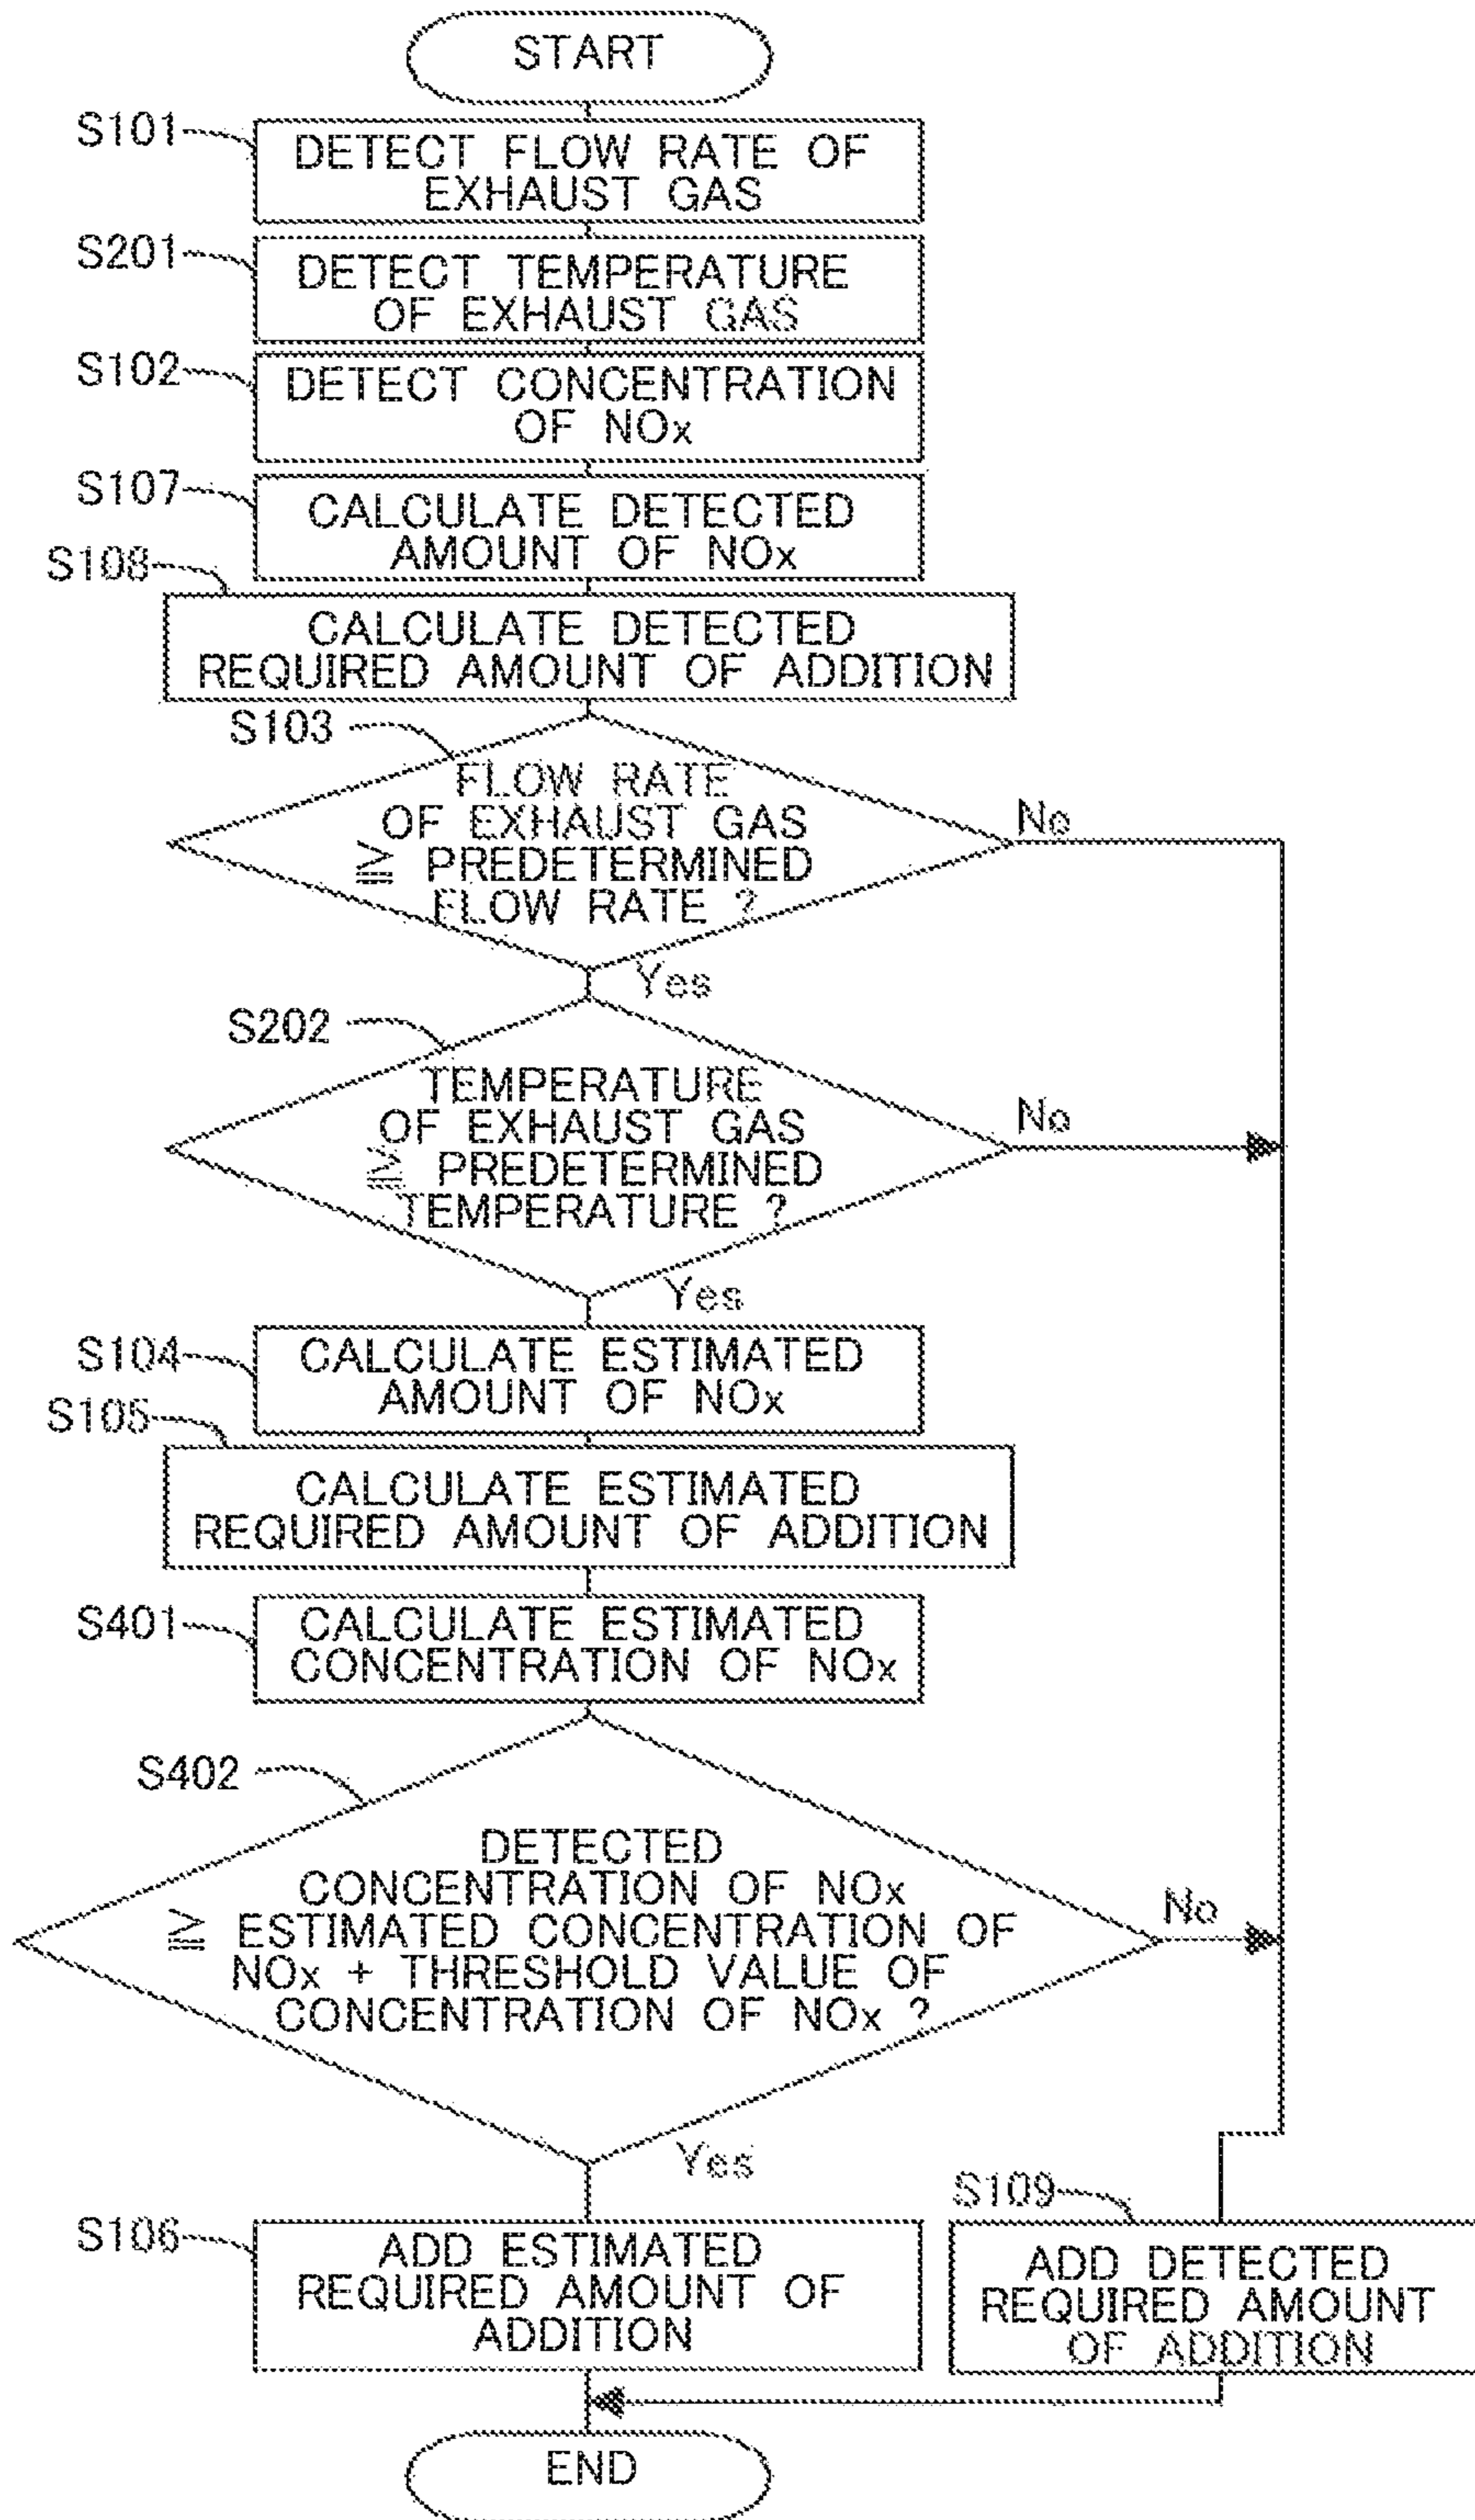 START
S101
DETECT FLOW RATE OF
EXHAUST GAS
S201
DETECT TEMPERATURE
OF EXHAUST GAS
S102
DETECT CONCENTRATION
OF NOx
S107
CALCULATE DETECTED
AMOUNT OF NOx
S108
CALCULATE DETECTED
REQUIRED AMOUNT OF ADDITION
S103
FLOW RATE
OF EXHAUST GAS
≧ PREDETERMINED
FLOW RATE ?
No
Yes
S202
TEMPERATURE
OF EXHAUST GAS
≧ PREDETERMINED
TEMPERATURE ?
No
Yes
S104
CALCULATE ESTIMATED
AMOUNT OF NOx
S105
CALCULATE ESTIMATED
REQUIRED AMOUNT OF ADDITION
S401
CALCULATE ESTIMATED
CONCENTRATION OF NOx
S402
DETECTED
CONCENTRATION OF NOx
≧ ESTIMATED CONCENTRATION OF
NOx + THRESHOLD VALUE OF
CONCENTRATION OF NOx ?
No
Yes
S106
ADD ESTIMATED
REQUIRED AMOUNT OF
ADDITION
S109
ADD DETECTED
REQUIRED AMOUNT
OF ADDITION
END